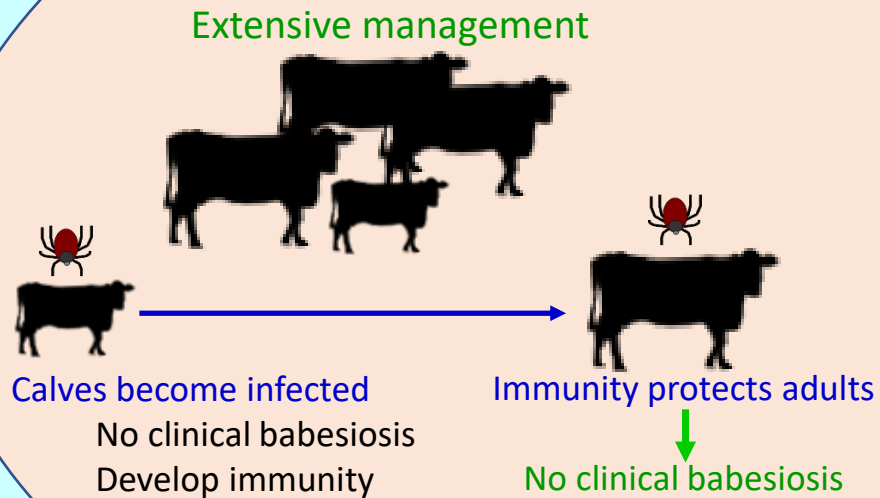 Extensive management
Calves become infected
No clinical babesiosis
Develop immunity
Immunity protects adults
No clinical babesiosis